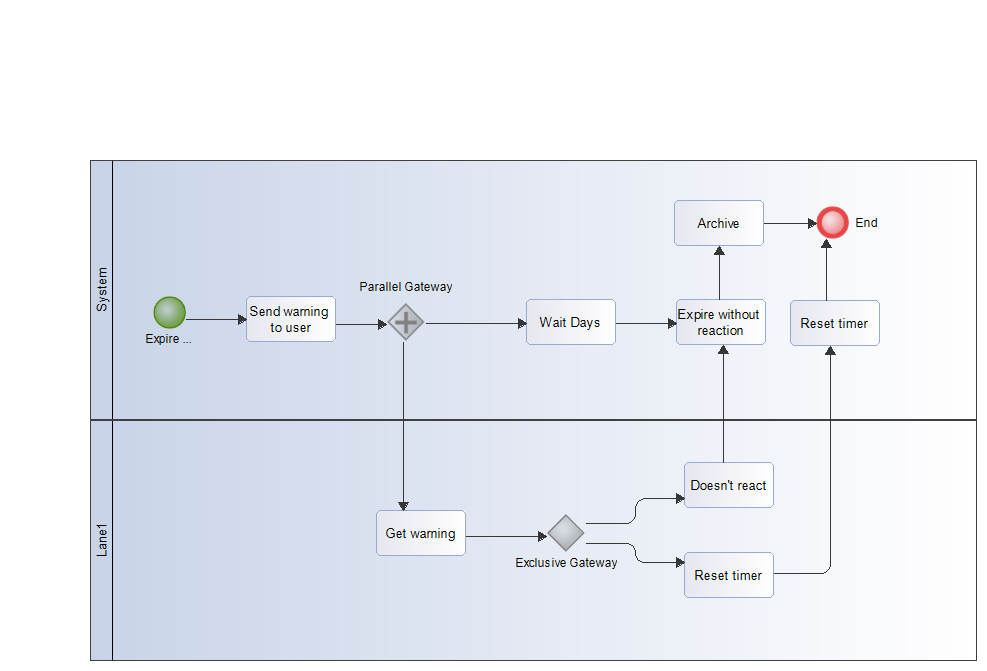 System
Expire ...
Send warning
to user
Parallel Gateway
Wait Days
Expire without
reaction
Archive
End
Reset timer
Lane1
Get warning
Exclusive Gateway
Doesn't react
Reset timer